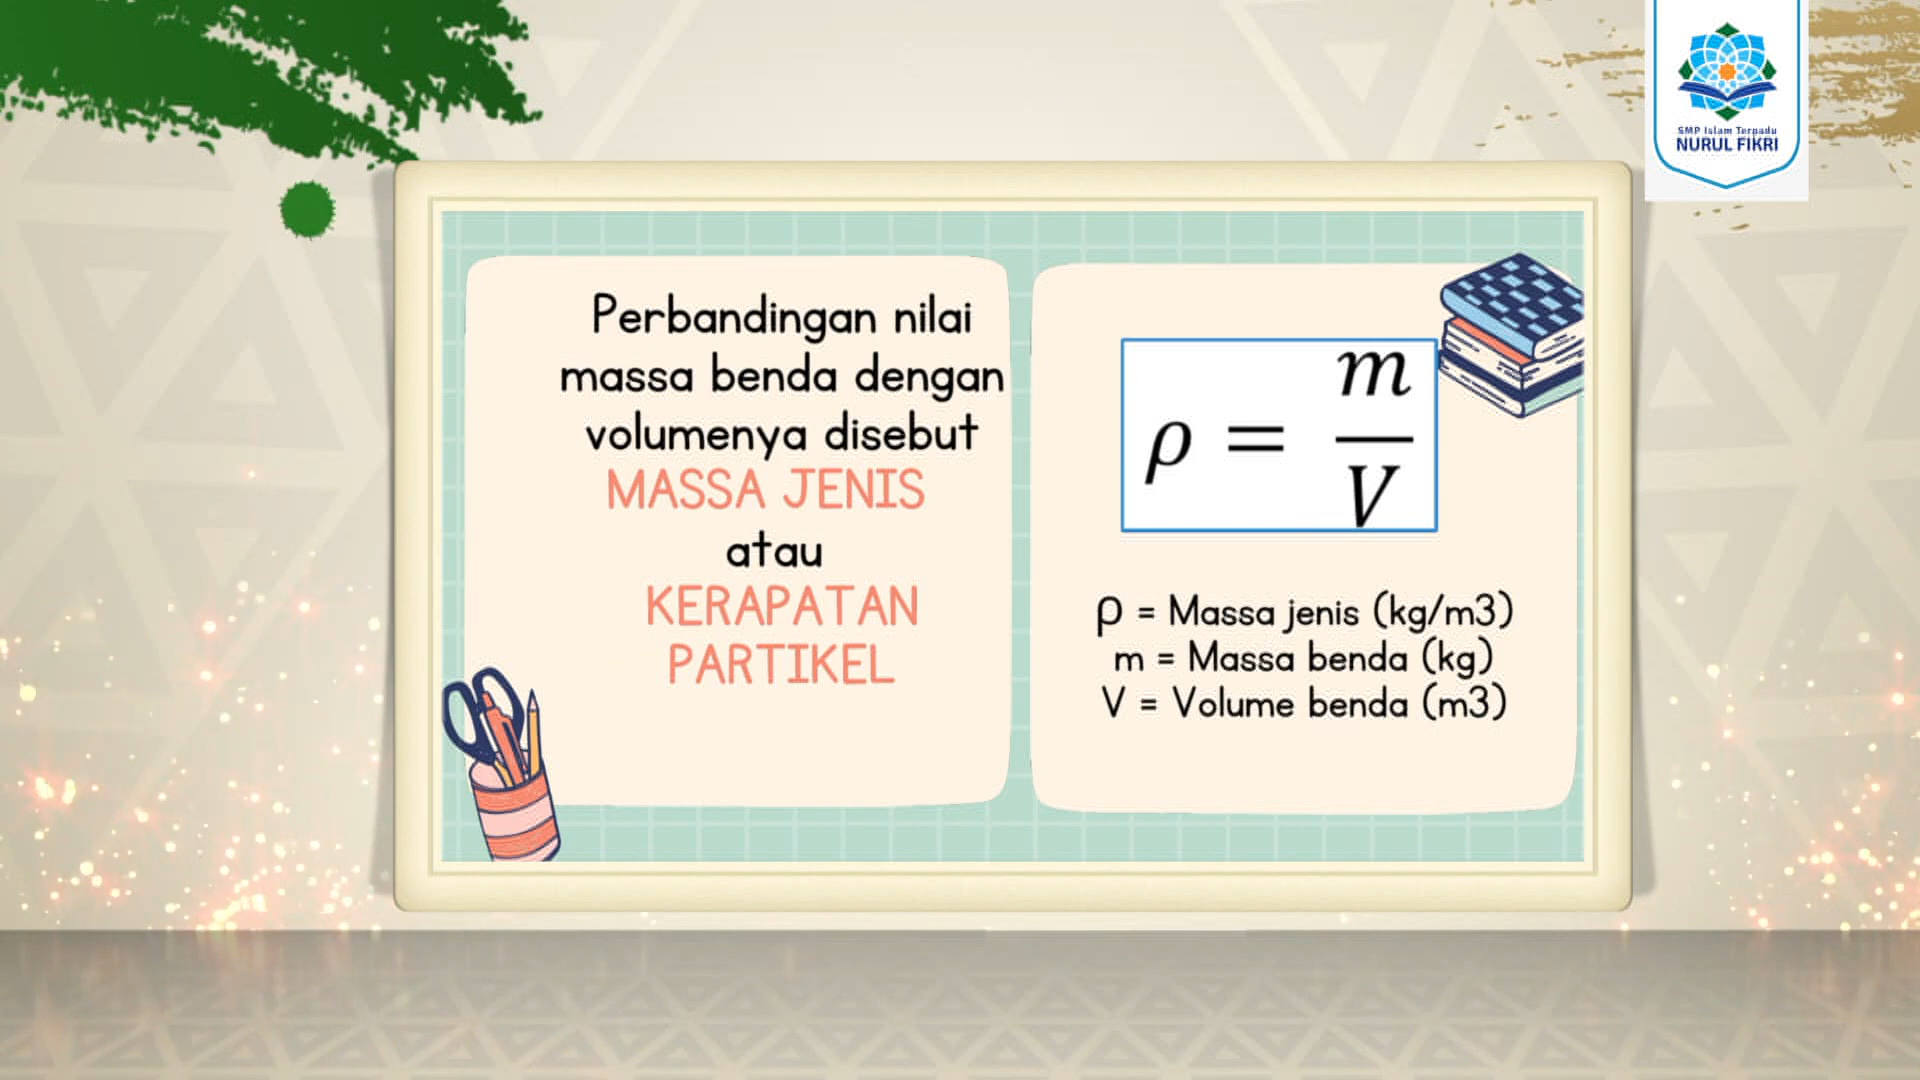 SMP Islam Terpadu
NURUL FIKRI
Perbandingan nilai
massa benda dengan
volumenya disebut
MASSA JENIS
atau
KERAPATAN
PARTIKEL
ρ = m/V
ρ = Massa jenis (kg/m3)
m = Massa benda (kg)
V = Volume benda (m3)